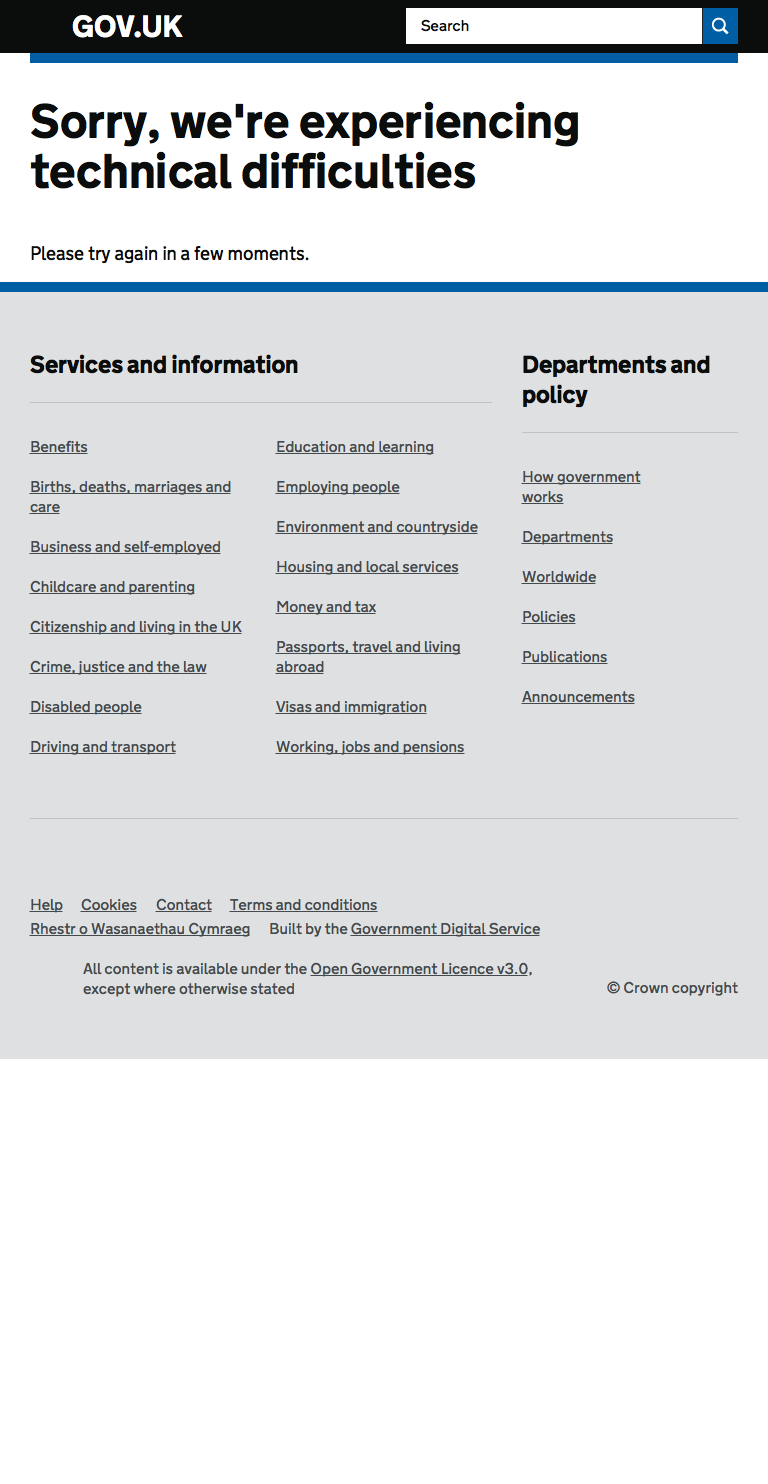 GOV.UK
Search
Sorry, we're experiencing
technical difficulties
Please try again in a few moments.
Services and information
Benefits
Births, deaths, marriages and
care
Business and self-employed
Childcare and parenting
Citizenship and living in the UK
Crime, justice and the law
Disabled people
Driving and transport
Education and learning
Employing people
Environment and countryside
Housing and local services
Money and tax
Passports, travel and living
abroad
Visas and immigration
Working, jobs and pensions
Departments and
policy
How government
works
Departments
Worldwide
Policies
Publications
Announcements
Help Cookies Contact Terms and conditions
Rhestr o Wasanaethau Cymraeg Built by the Government Digital Service
All content is available under the Open Government Licence v3.0,
except where otherwise stated
© Crown copyright